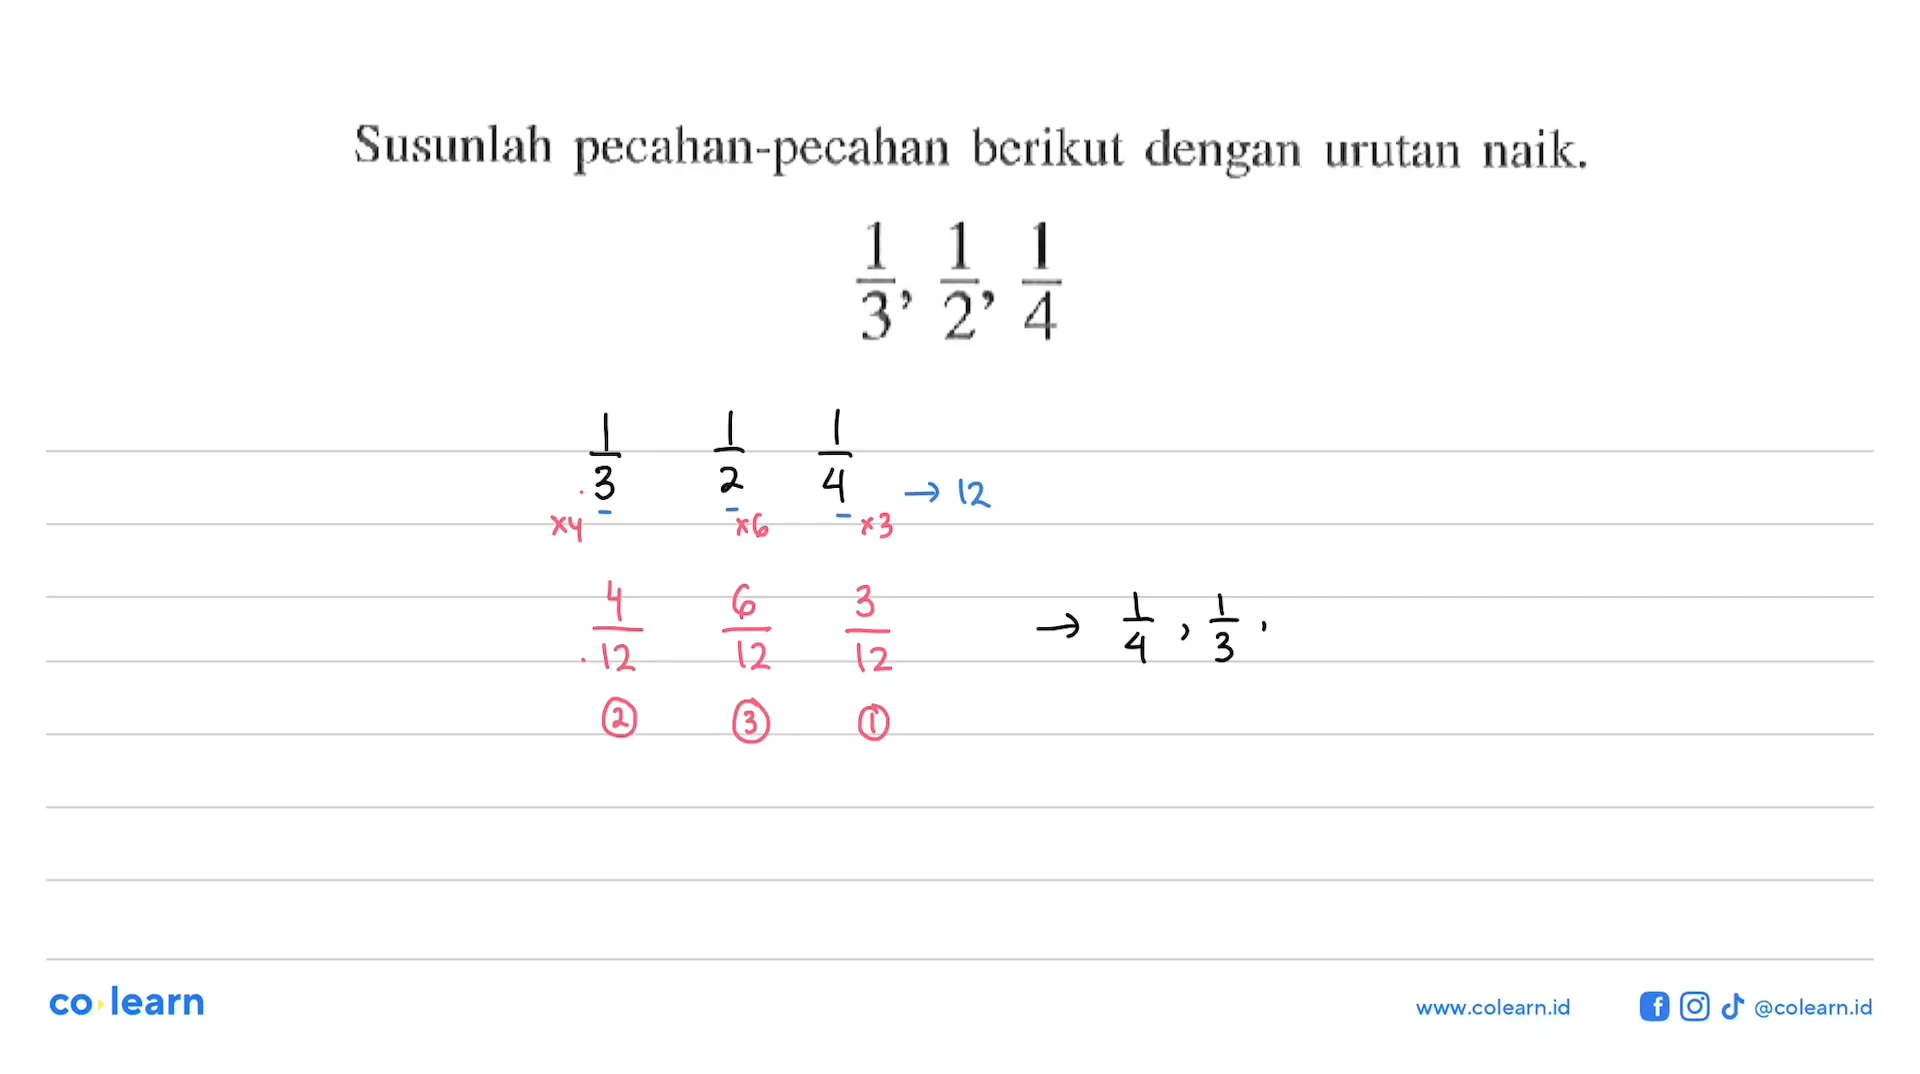 Susunlah pecahan-pecahan berikut dengan urutan naik.
1/3, 1/2, 1/4
1/3 1/2 1/4 → 12
×4 ×6 ×3
4/12 6/12 3/12 → 1/4, 1/3,
2 3 1
co learn
www.colearn.id @colearn.id